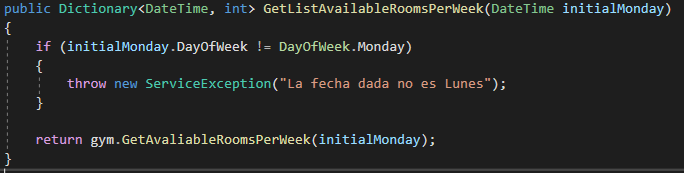 public Dictionary<DateTime, int> GetListAvailableRoomsPerWeek(DateTime initialMonday)
{
    if (initialMonday.DayOfWeek != DayOfWeek.Monday)
    {
        throw new ServiceException("La fecha dada no es Lunes");
    }
    return gym.GetAvaliableRoomsPerWeek(initialMonday);
}